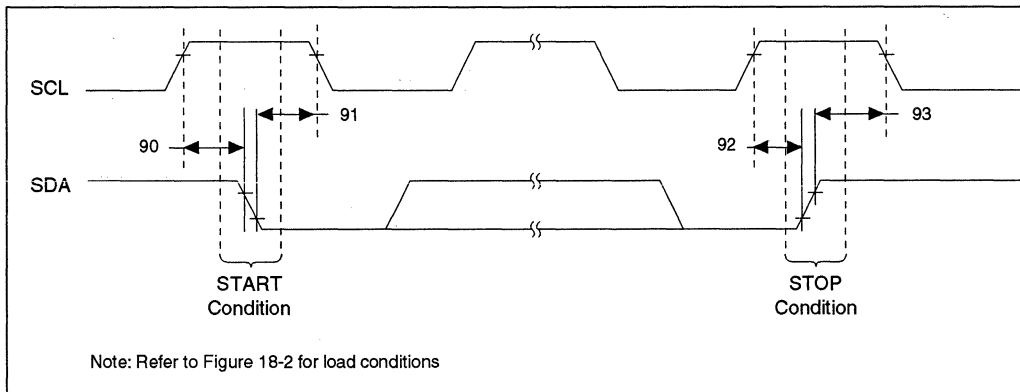 SCL
91
93
90
92
SDA
START
Condition
STOP
Condition
Note: Refer to Figure 18-2 for load conditions